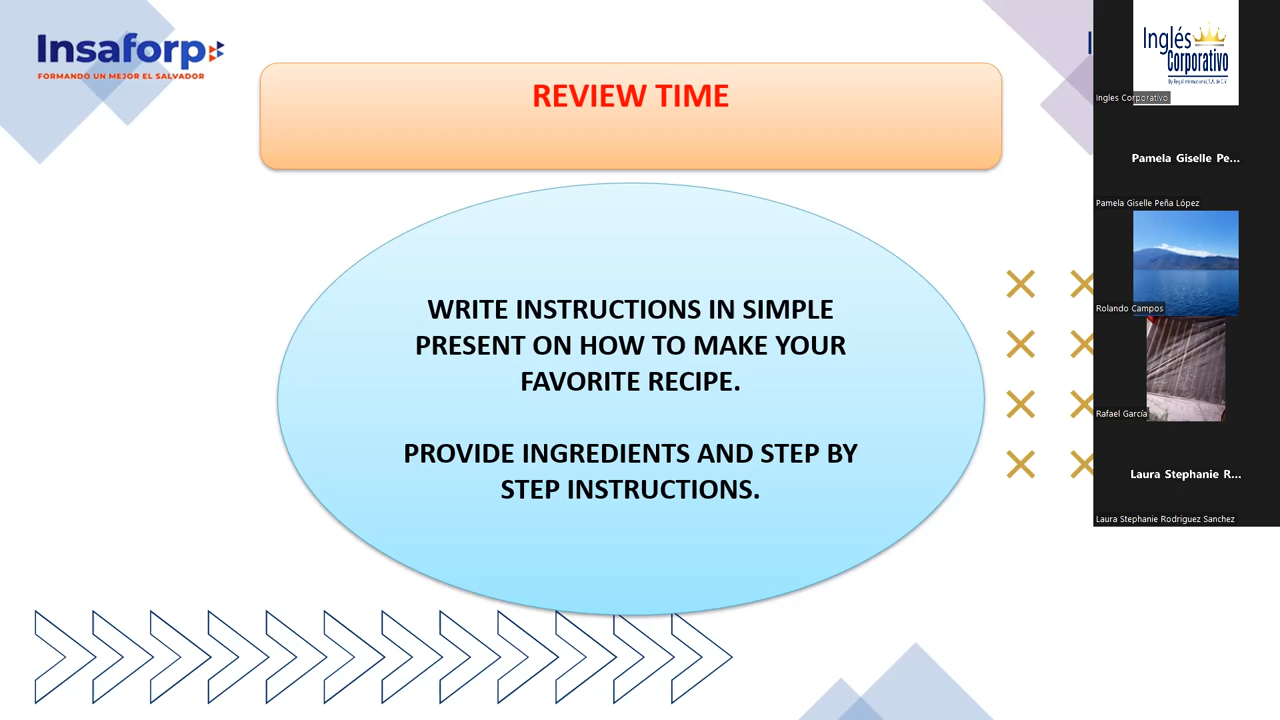 Insaforp
FORMANDO UN MEJOR EL SALVADOR
REVIEW TIME
WRITE INSTRUCTIONS IN SIMPLE
PRESENT ON HOW TO MAKE YOUR
FAVORITE RECIPE.
PROVIDE INGREDIENTS AND STEP BY
STEP INSTRUCTIONS.
Inglés
Corporativo
Ingles Corporativo
Pamela Giselle Pe...
Pamela Giselle Peña López
Rolando Campos
Rafael García
Laura Stephanie R...
Laura Stephanie Rodriguez Sanchez